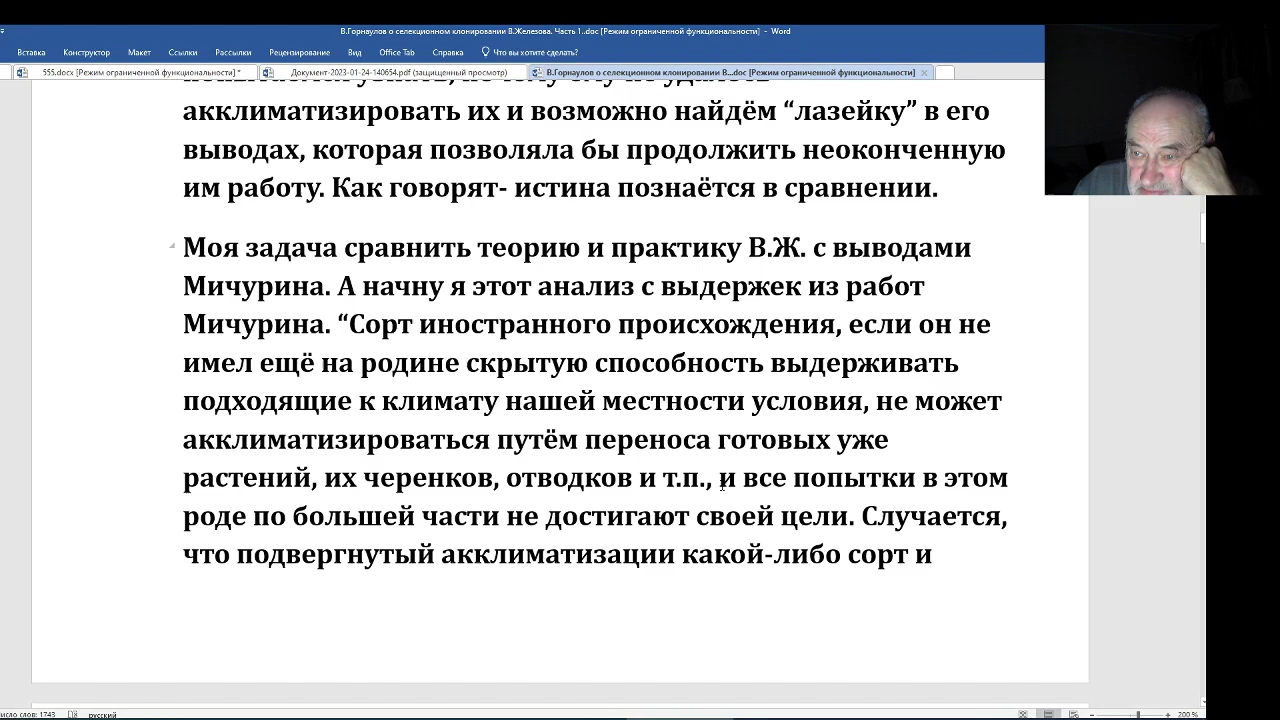 В.Горнаулов о селекционном клонировании В.Железова. Часть 1..doc [Режим ограниченной функциональности] - Word
Вставка Конструктор Макет Ссылки Рассылки Рецензирование Вид Office Tab Справка Что вы хотите сделать?
555.docx [Режим ограниченной функциональности] * Документ-2023-01-24-140654.pdf (защищенный просмотр) В.Горнаулов о селекционном клонировании В...doc [Режим ограниченной функциональности]
акклиматизировать их и возможно найдём “лазейку” в его
выводах, которая позволяла бы продолжить неоконченную
им работу. Как говорят- истина познаётся в сравнении.
Моя задача сравнить теорию и практику В.Ж. с выводами
Мичурина. А начну я этот анализ с выдержек из работ
Мичурина. “Сорт иностранного происхождения, если он не
имел ещё на родине скрытую способность выдерживать
подходящие к климату нашей местности условия, не может
акклиматизироваться путём переноса готовых уже
растений, их черенков, отводков и т.п., и все попытки в этом
роде по большей части не достигают своей цели. Случается,
что подвергнутый акклиматизации какой-либо сорт и
число слов: 1743 русский 200 %